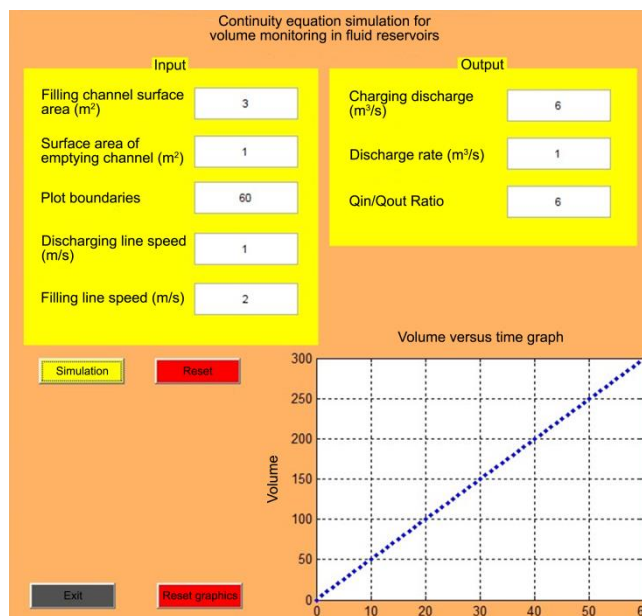 Continuity equation simulation for
volume monitoring in fluid reservoirs
Input
Filling channel surface
area (m²)
3
Surface area of
emptying channel (m²)
1
Plot boundaries
60
Discharging line speed
(m/s)
1
Filling line speed (m/s)
2
Output
Charging discharge
(m³/s)
6
Discharge rate (m³/s)
1
Qin/Qout Ratio
6
Simulation
Reset
Exit
Reset graphics
Volume versus time graph
Volume
300
250
200
150
100
50
0
0 10 20 30 40 50